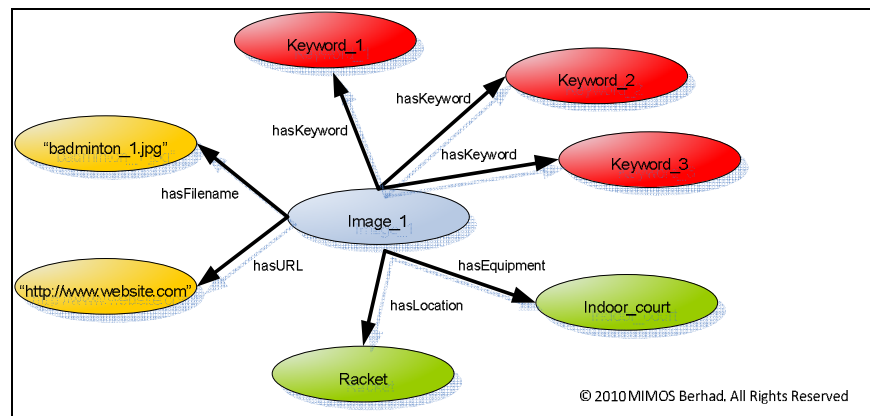 Keyword_1
Keyword_2
hasKeyword
hasKeyword
"badminton_1.jpg"
hasKeyword
Keyword_3
hasFilename
Image_1
"http://www.website.com"
hasURL
hasEquipment
hasLocation
Indoor_court
Racket
© 2010 MIMOS Berhad. All Rights Reserved